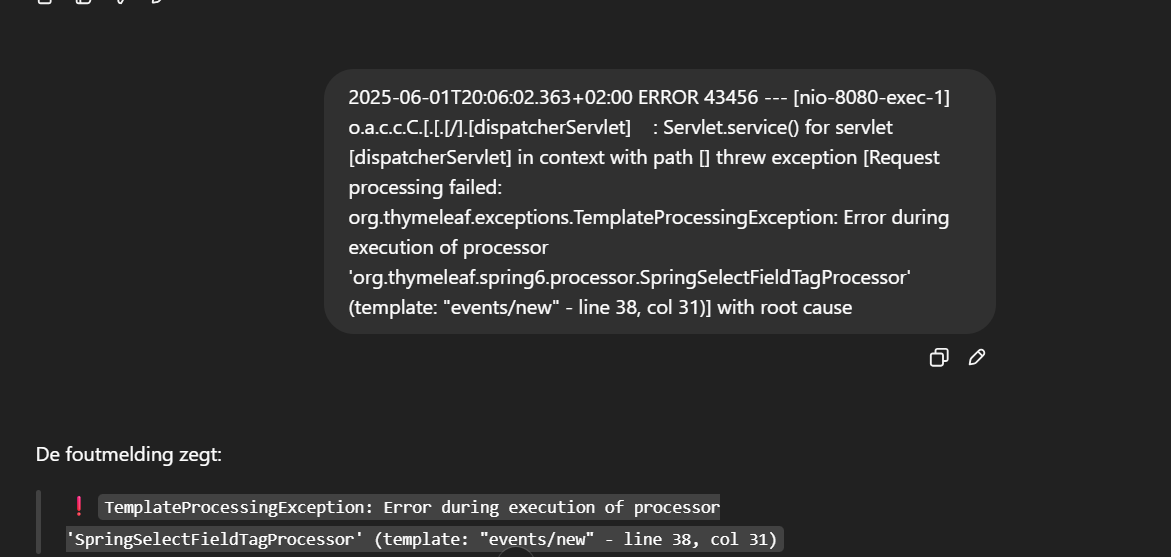 2025-06-01T20:06:02.363+02:00 ERROR 43456 --- [nio-8080-exec-1]
o.a.c.c.C.[.[.[/].[dispatcherServlet]    : Servlet.service() for servlet
[dispatcherServlet] in context with path [] threw exception [Request
processing failed:
org.thymeleaf.exceptions.TemplateProcessingException: Error during
execution of processor
'org.thymeleaf.spring6.processor.SpringSelectFieldTagProcessor'
(template: "events/new" - line 38, col 31)] with root cause
De foutmelding zegt:
❗ TemplateProcessingException: Error during execution of processor
'SpringSelectFieldTagProcessor' (template: "events/new" - line 38, col 31)